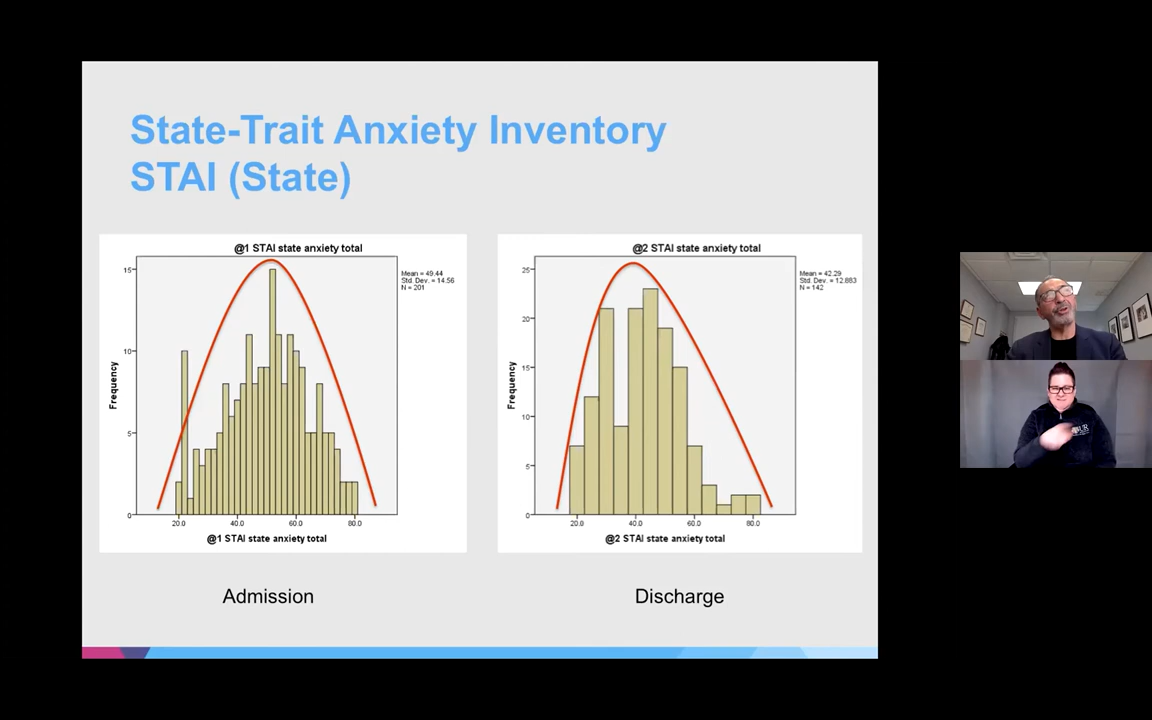 State-Trait Anxiety Inventory
STAI (State)
@1 STAI state anxiety total
Mean = 49.44
Std. Dev. = 14.56
N = 201
15
10
5
0
Frequency
20.0 40.0 60.0 80.0
@1 STAI state anxiety total
Admission
@2 STAI state anxiety total
Mean = 42.29
Std. Dev. = 12.883
N = 142
25
20
15
10
5
0
Frequency
20.0 40.0 60.0 80.0
@2 STAI state anxiety total
Discharge